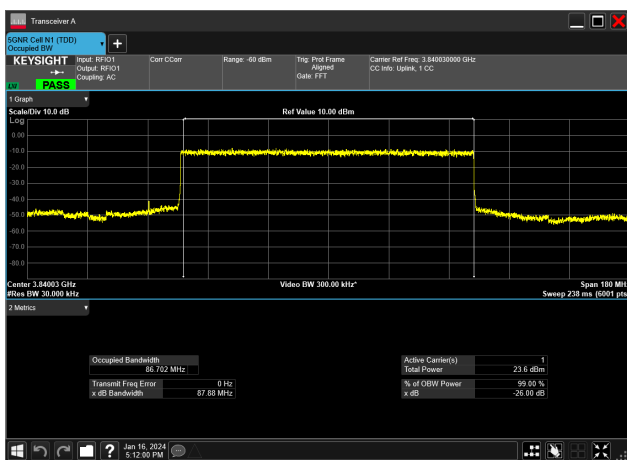 Transceiver A
5GNR Cell N1 (TDD)
Occupied BW
KEYSIGHT
Input: RFIO1
Output: RFIO1
Coupling: AC
Corr CCorr
Range: -60 dBm
Trig: Prot Frame
Aligned
Gate: FFT
Carrier Ref Freq: 3.840030000 GHz
CC Info: Uplink, 1 CC
PASS
1 Graph
Scale/Div 10.0 dB
Ref Value 10.00 dBm
Log
0.00
-10.0
-20.0
-30.0
-40.0
-50.0
-60.0
-70.0
-80.0
Center 3.84003 GHz
Video BW 300.00 kHz*
Span 180 MH
#Res BW 30.000 kHz
Sweep 238 ms (6001 pts
2 Metrics
Occupied Bandwidth
86.702 MHz
Active Carrier(s) 1
Total Power 23.6 dBm
Transmit Freq Error 0 Hz
x dB Bandwidth 87.88 MHz
% of OBW Power 99.00 %
x dB -26.00 dB
Jan 16, 2024
5:12:00 PM